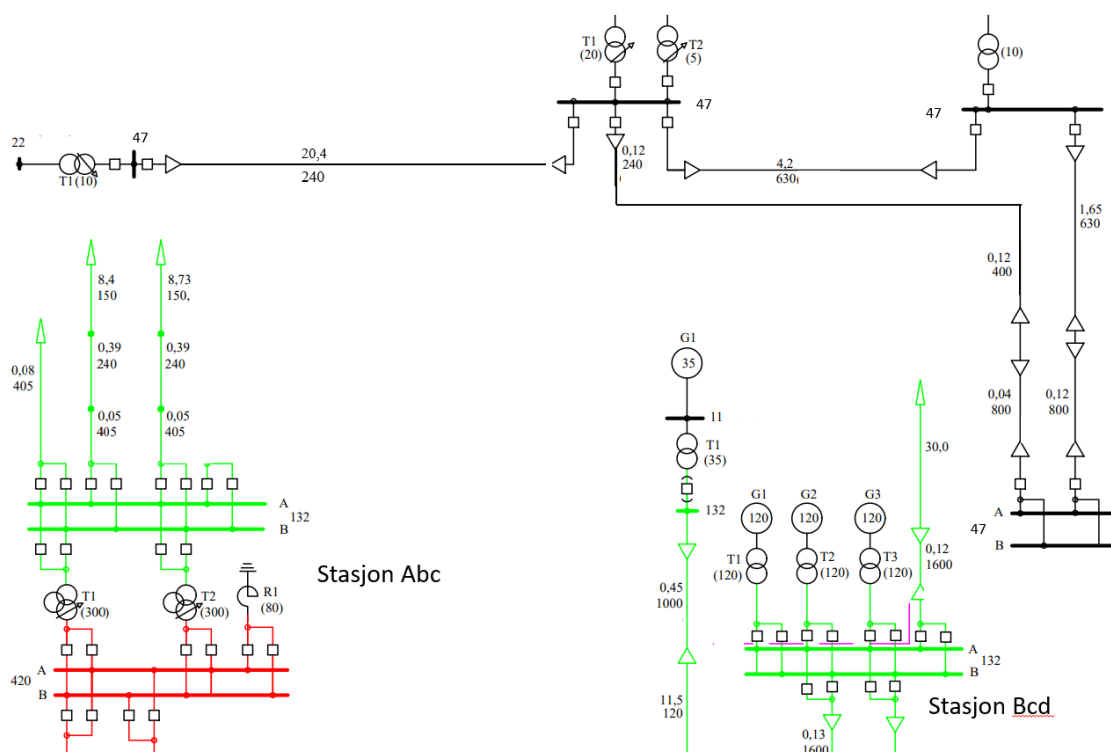 T1
(20)
T2
(5)
(10)
47
47
22
47
T1(10)
20,4
240
0,12
240
4,2
630
1,65
630
0,12
400
0,04
800
0,12
800
A
47
B
8,4
150
8,73
150,
0,08
405
0,39
240
0,39
240
0,05
405
0,05
405
A
132
B
T1
(300)
T2
(300)
R1
(80)
Stasjon Abc
420
A
B
G1
35
11
T1
(35)
132
0,45
1000
11,5
120
30,0
G1
120
G2
120
G3
120
T1
(120)
T2
(120)
T3
(120)
0,12
1600
A
132
B
Stasjon Bcd
0,13
1600